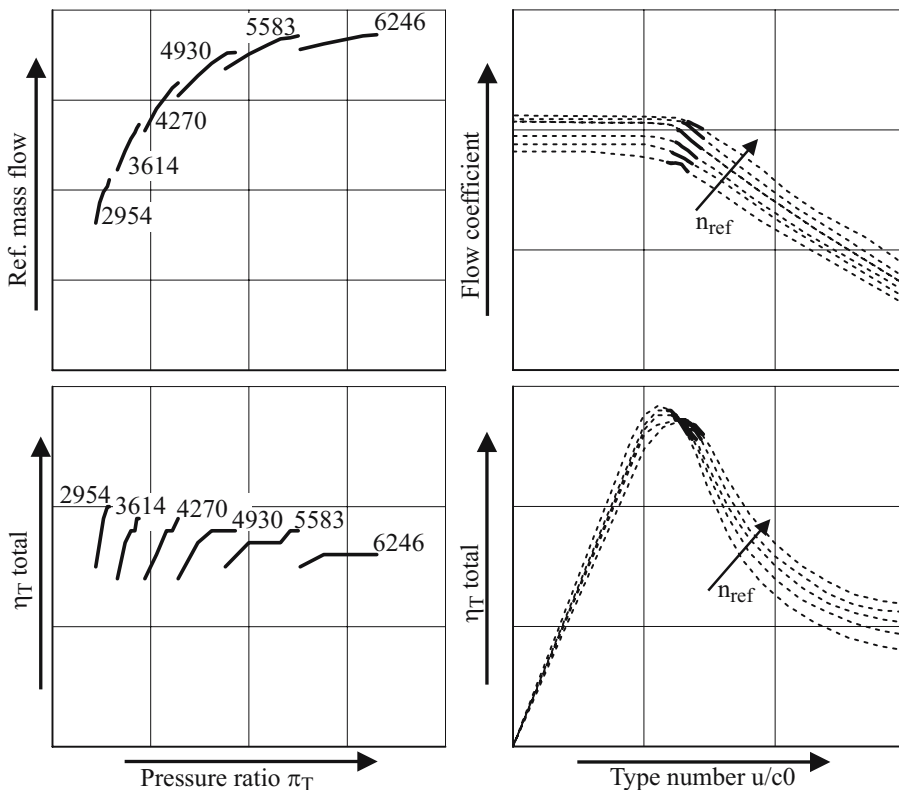 5583
6246
4930
4270
3614
2954
Ref. mass flow
n_ref
Flow coefficient
2954
3614
4270
4930
5583
6246
η_T total
Pressure ratio π_T
n_ref
η_T total
Type number u/c0